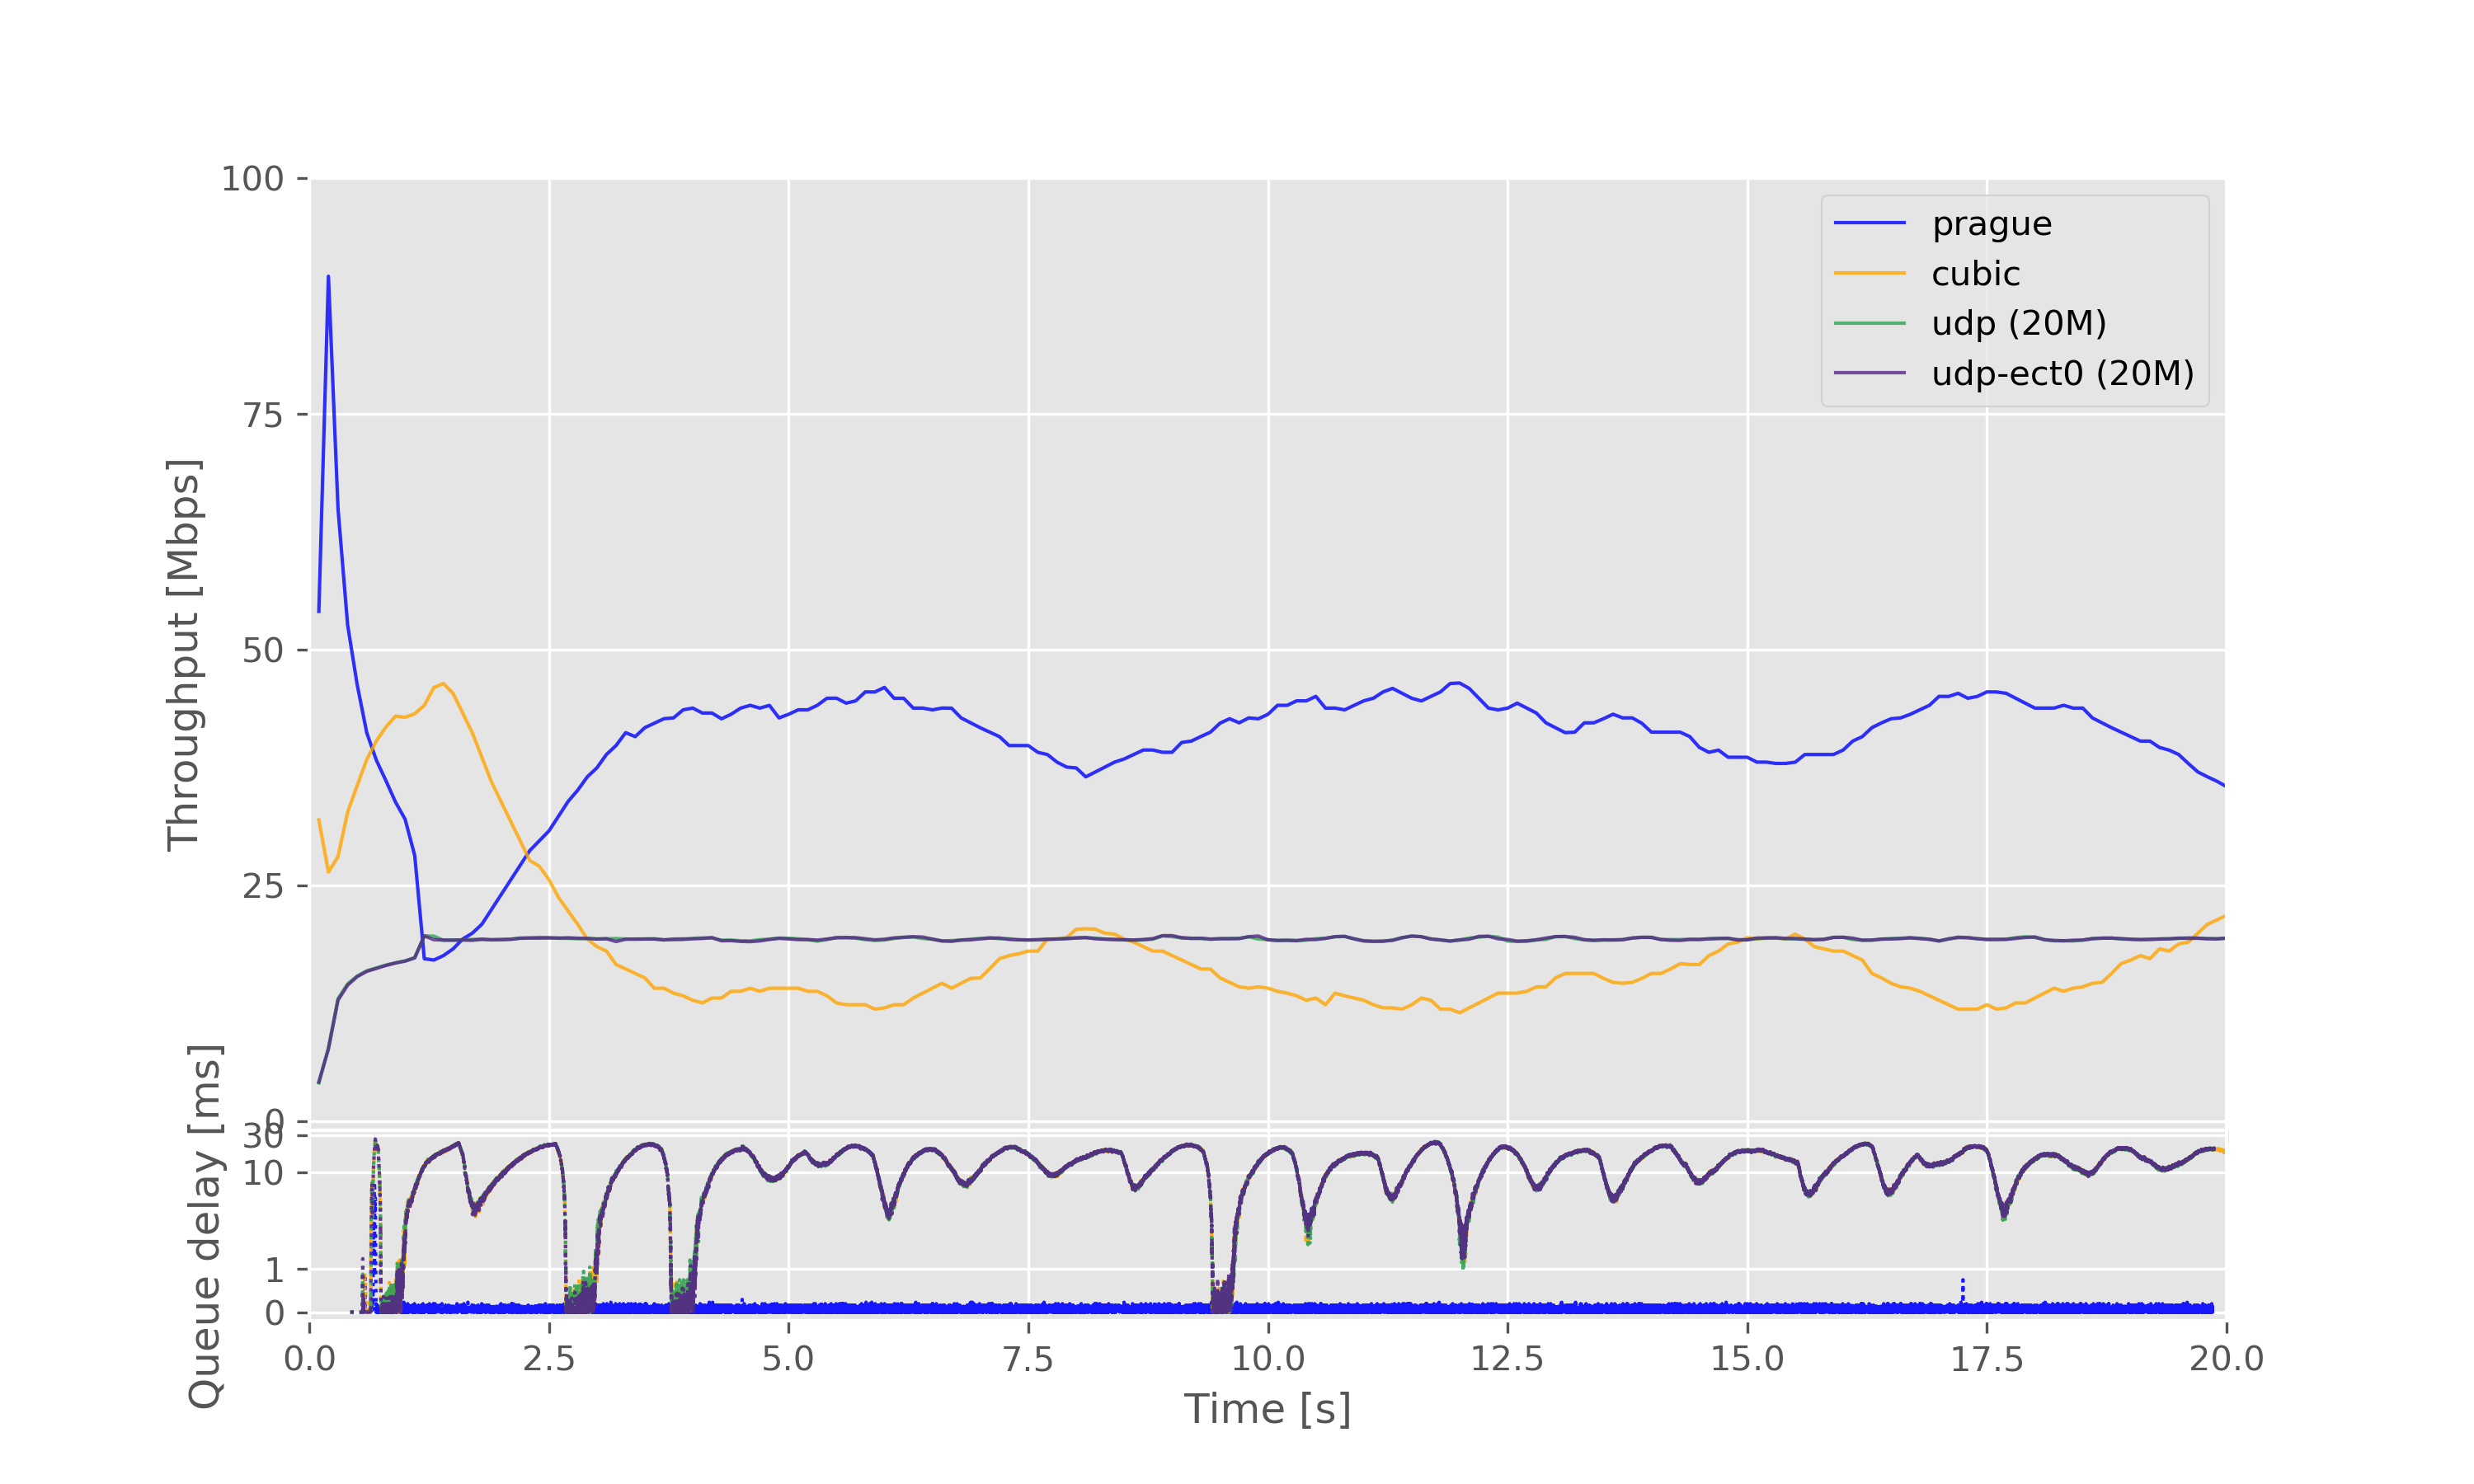 100
75
50
25
0
Throughput [Mbps]
prague
cubic
udp (20M)
udp-ect0 (20M)
30
10
1
0
Queue delay [ms]
0.0 2.5 5.0 7.5 10.0 12.5 15.0 17.5 20.0
Time [s]